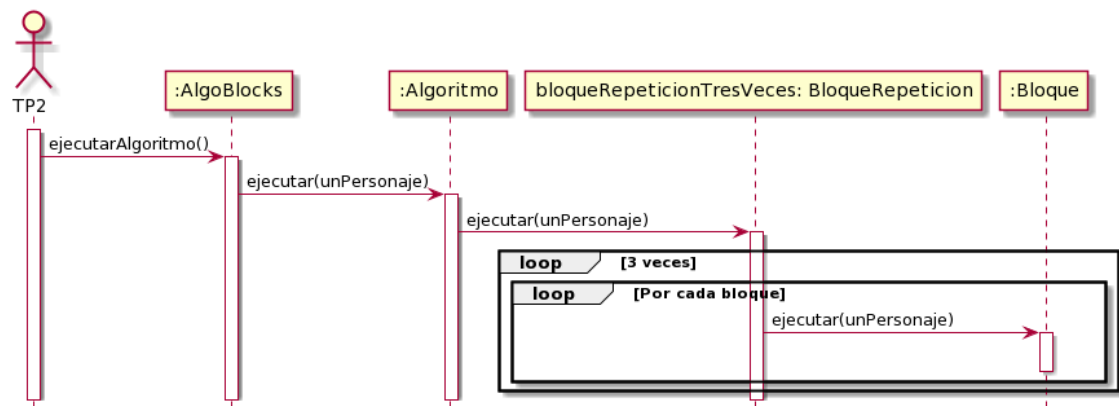 TP2
:AlgoBlocks
:Algoritmo
bloqueRepeticionTresVeces: BloqueRepeticion
:Bloque
ejecutarAlgoritmo()
ejecutar(unPersonaje)
ejecutar(unPersonaje)
loop [3 veces]
loop [Por cada bloque]
ejecutar(unPersonaje)